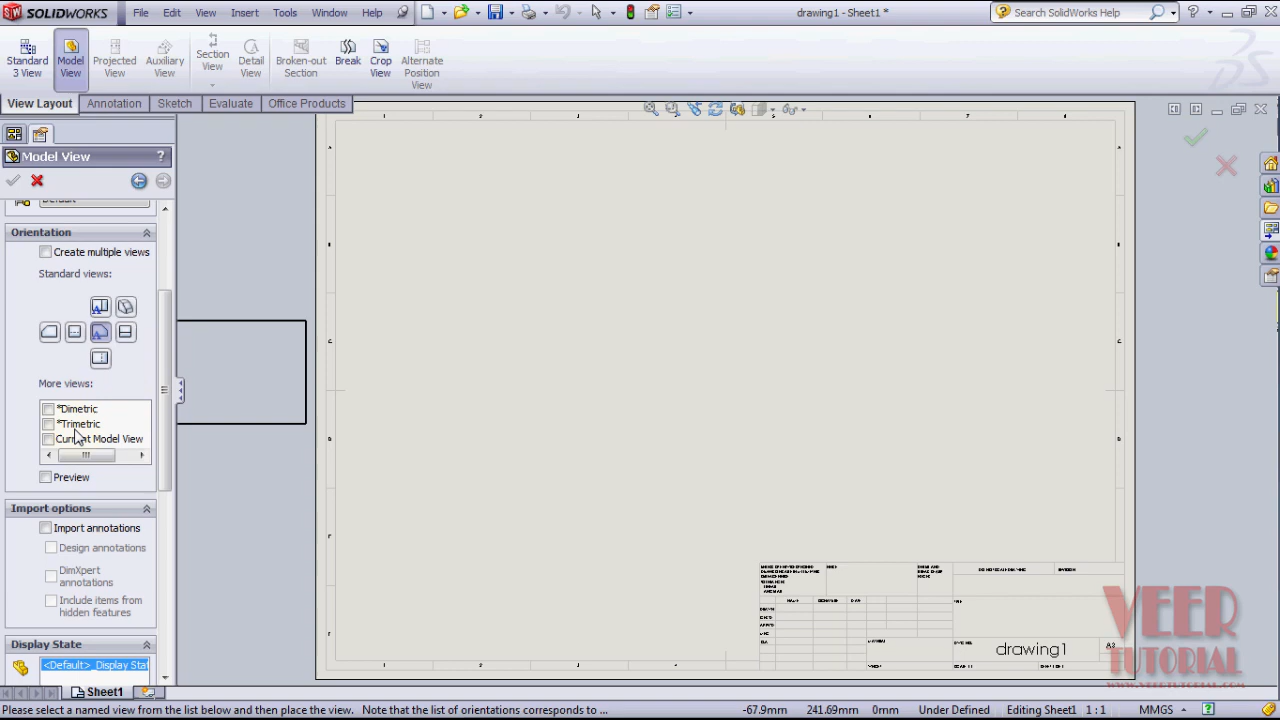 SOLIDWORKS
File Edit View Insert Tools Window Help
drawing1 - Sheet1 *
Search SolidWorks Help
Standard 3 View
Model View
Projected View
Auxiliary View
Section View
Detail View
Broken-out Section
Break
Crop View
Alternate Position View
View Layout Annotation Sketch Evaluate Office Products
Model View
?
Default
Orientation
Create multiple views
Standard views:
More views:
*Dimetric
*Trimetric
Current Model View
Preview
Import options
Import annotations
Design annotations
DimXpert
annotations
Include items from
hidden features
Display State
<Default>_Display Stat
Sheet1
drawing1
A3
VEER
TUTORIAL
WWW.VEERTUTORIAL.COM
Please select a named view from the list below and then place the view. Note that the list of orientations corresponds to ...
-67.9mm 241.69mm 0mm Under Defined Editing Sheet1 1 : 1 MMGS